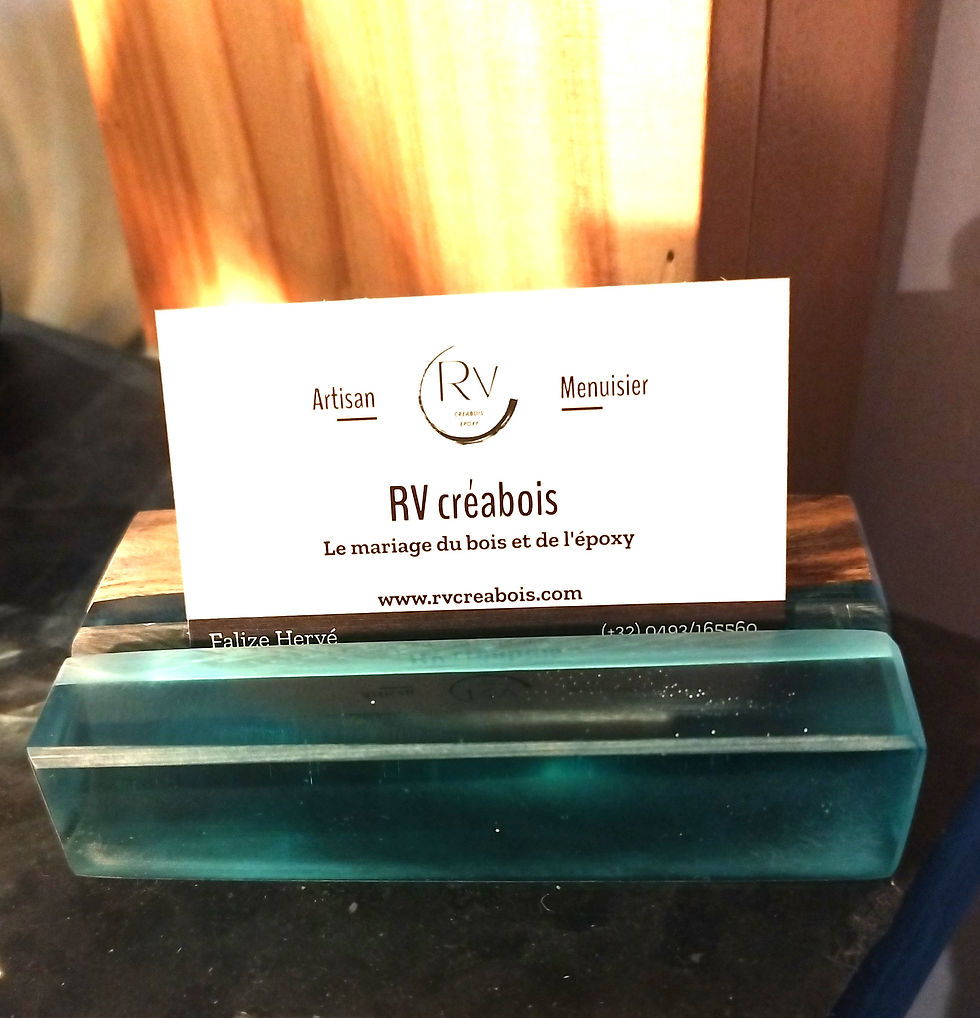 Artisan
RV
CRÉABOIS
EPOXY
Menuisier
RV créabois
Le mariage du bois et de l'époxy
www.rvcreabois.com
Falize Hervé
(+32) 0493/165560